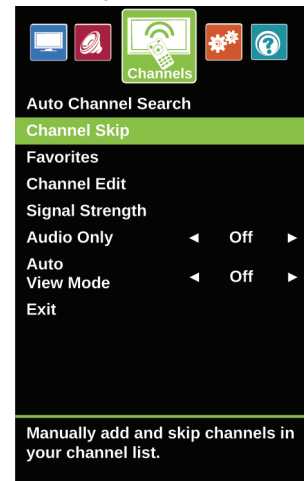 Channels
Auto Channel Search
Channel Skip
Favorites
Channel Edit
Signal Strength
Audio Only ◄ Off ►
Auto
View Mode ◄ Off ►
Exit
Manually add and skip channels in
your channel list.